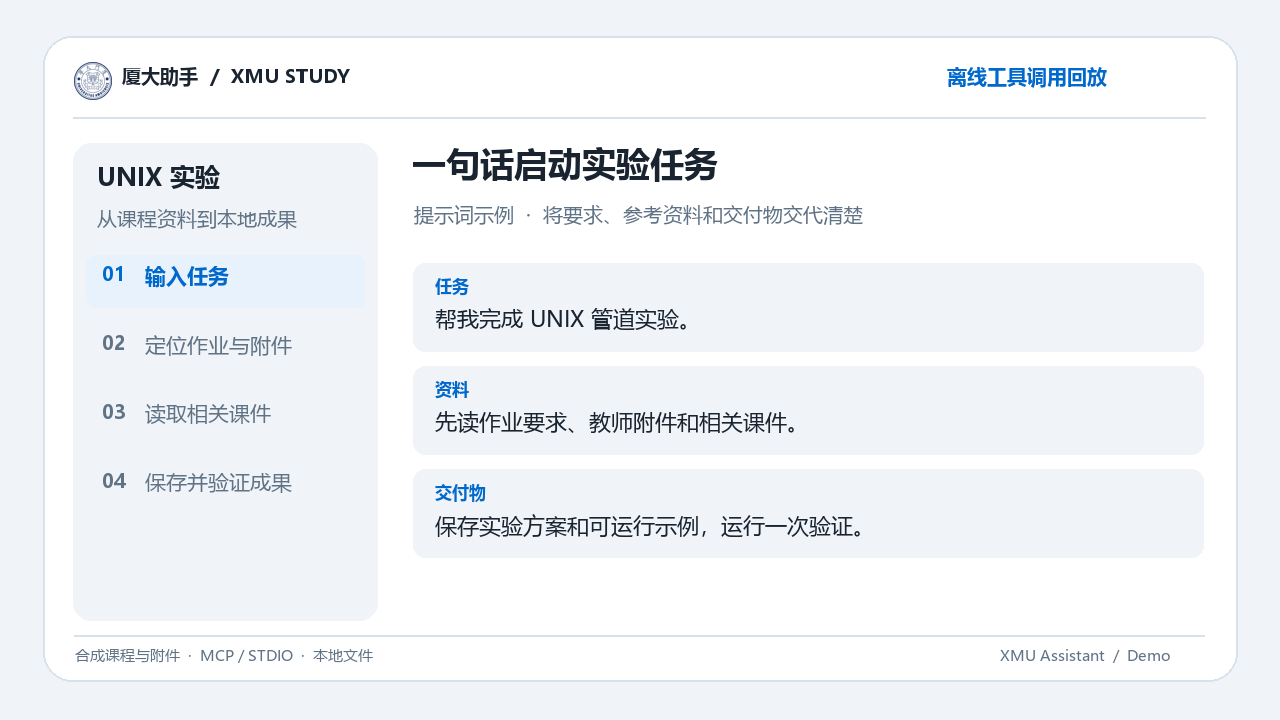 厦大助手 / XMU STUDY
离线工具调用回放
UNIX 实验
从课程资料到本地成果
01 输入任务
02 定位作业与附件
03 读取相关课件
04 保存并验证成果
一句话启动实验任务
提示词示例 · 将要求、参考资料和交付物交代清楚
任务
帮我完成 UNIX 管道实验。
资料
先读作业要求、教师附件和相关课件。
交付物
保存实验方案和可运行示例，运行一次验证。
合成课程与附件 · MCP / STDIO · 本地文件
XMU Assistant / Demo